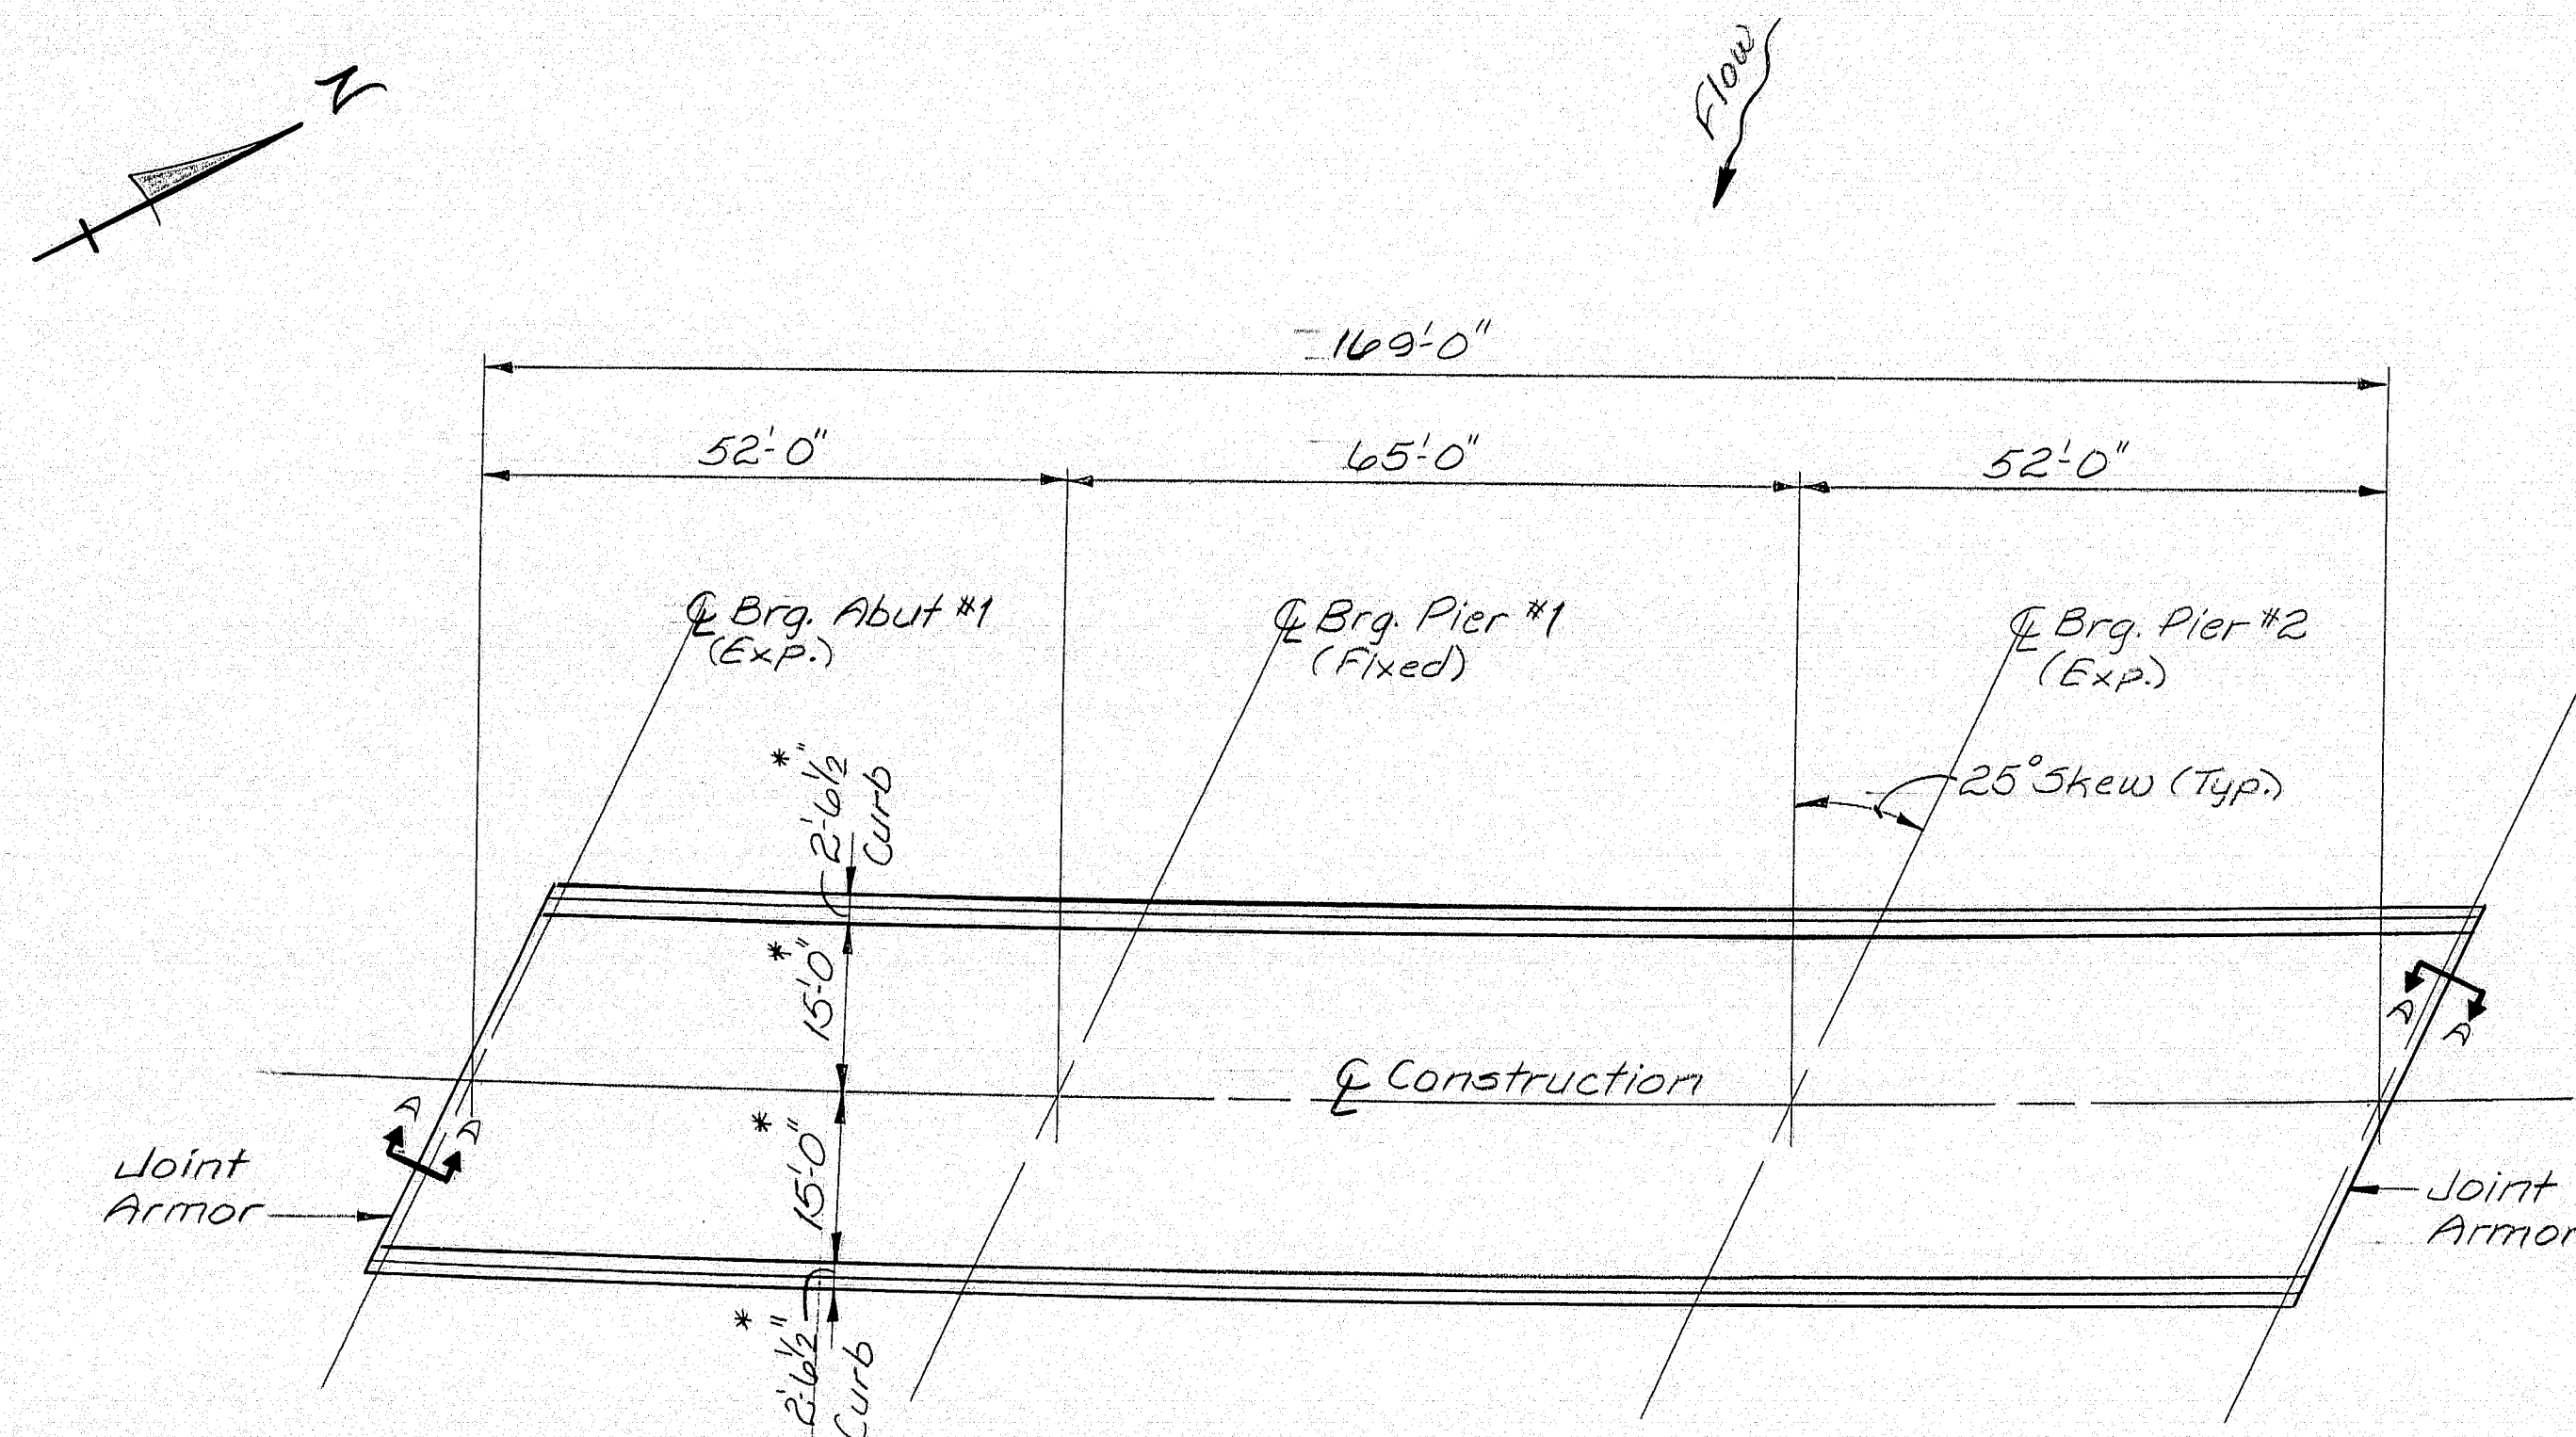 N
Flow
169'-0"
52'-0"
65'-0"
52'-0"
℄ Brg. Abut #1
(Exp.)
℄ Brg. Pier #1
(Fixed)
℄ Brg. Pier #2
(Exp.)
25° Skew (Typ.)
* 2'-6½"
Curb
* 15'-0"
℄ Construction
A A
A A
* 15'-0"
Joint
Armor
Joint
Armor
* 2'-6½"
Curb